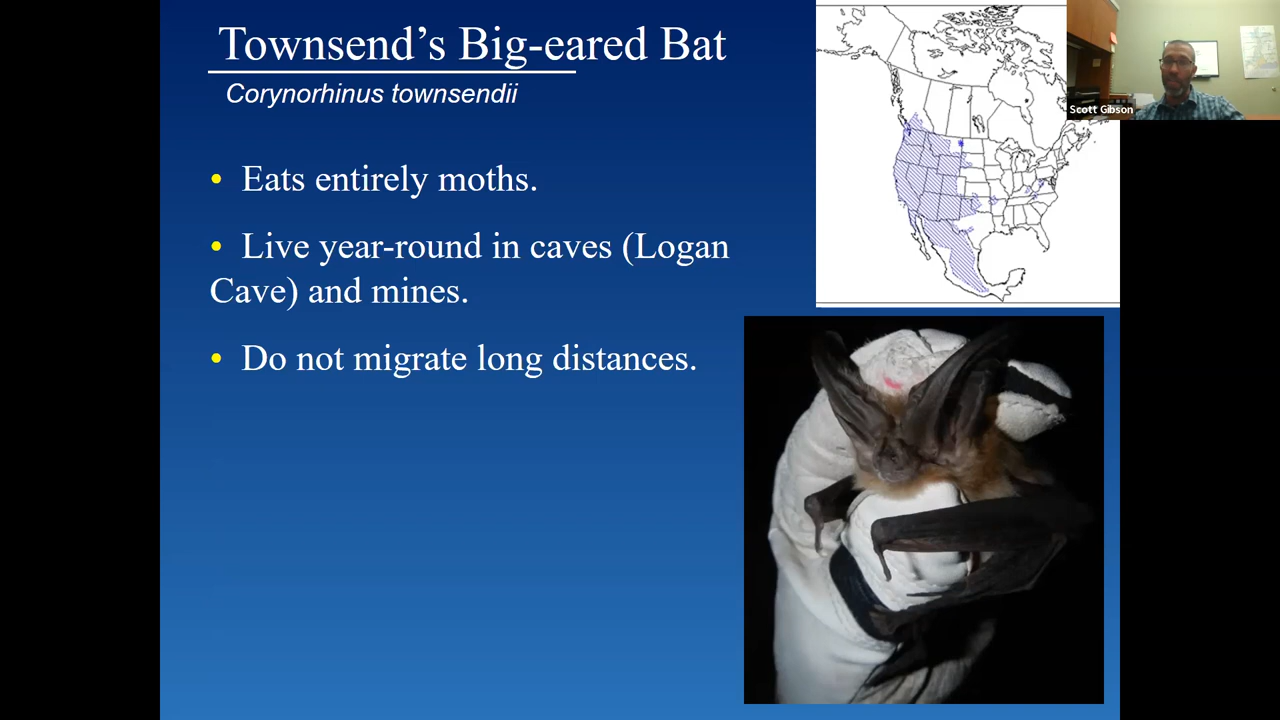 Townsend's Big-eared Bat
Corynorhinus townsendii
• Eats entirely moths.
• Live year-round in caves (Logan
Cave) and mines.
• Do not migrate long distances.
Scott Gibson